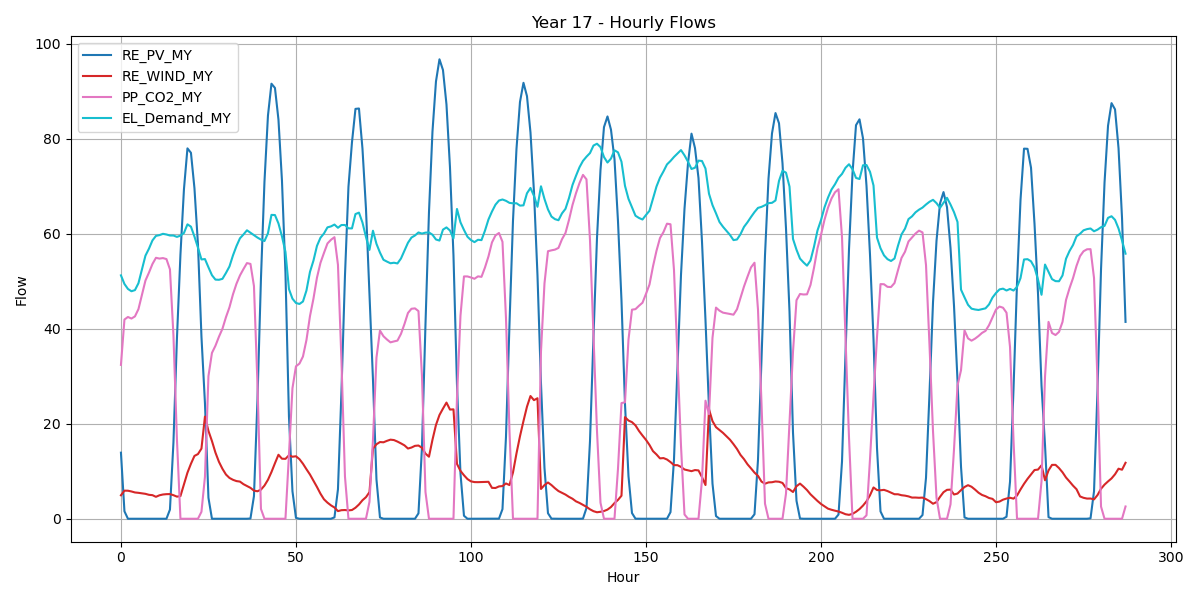 Year 17 - Hourly Flows
RE_PV_MY
RE_WIND_MY
PP_CO2_MY
EL_Demand_MY
100
80
60
40
20
0
Flow
0 50 100 150 200 250 300
Hour